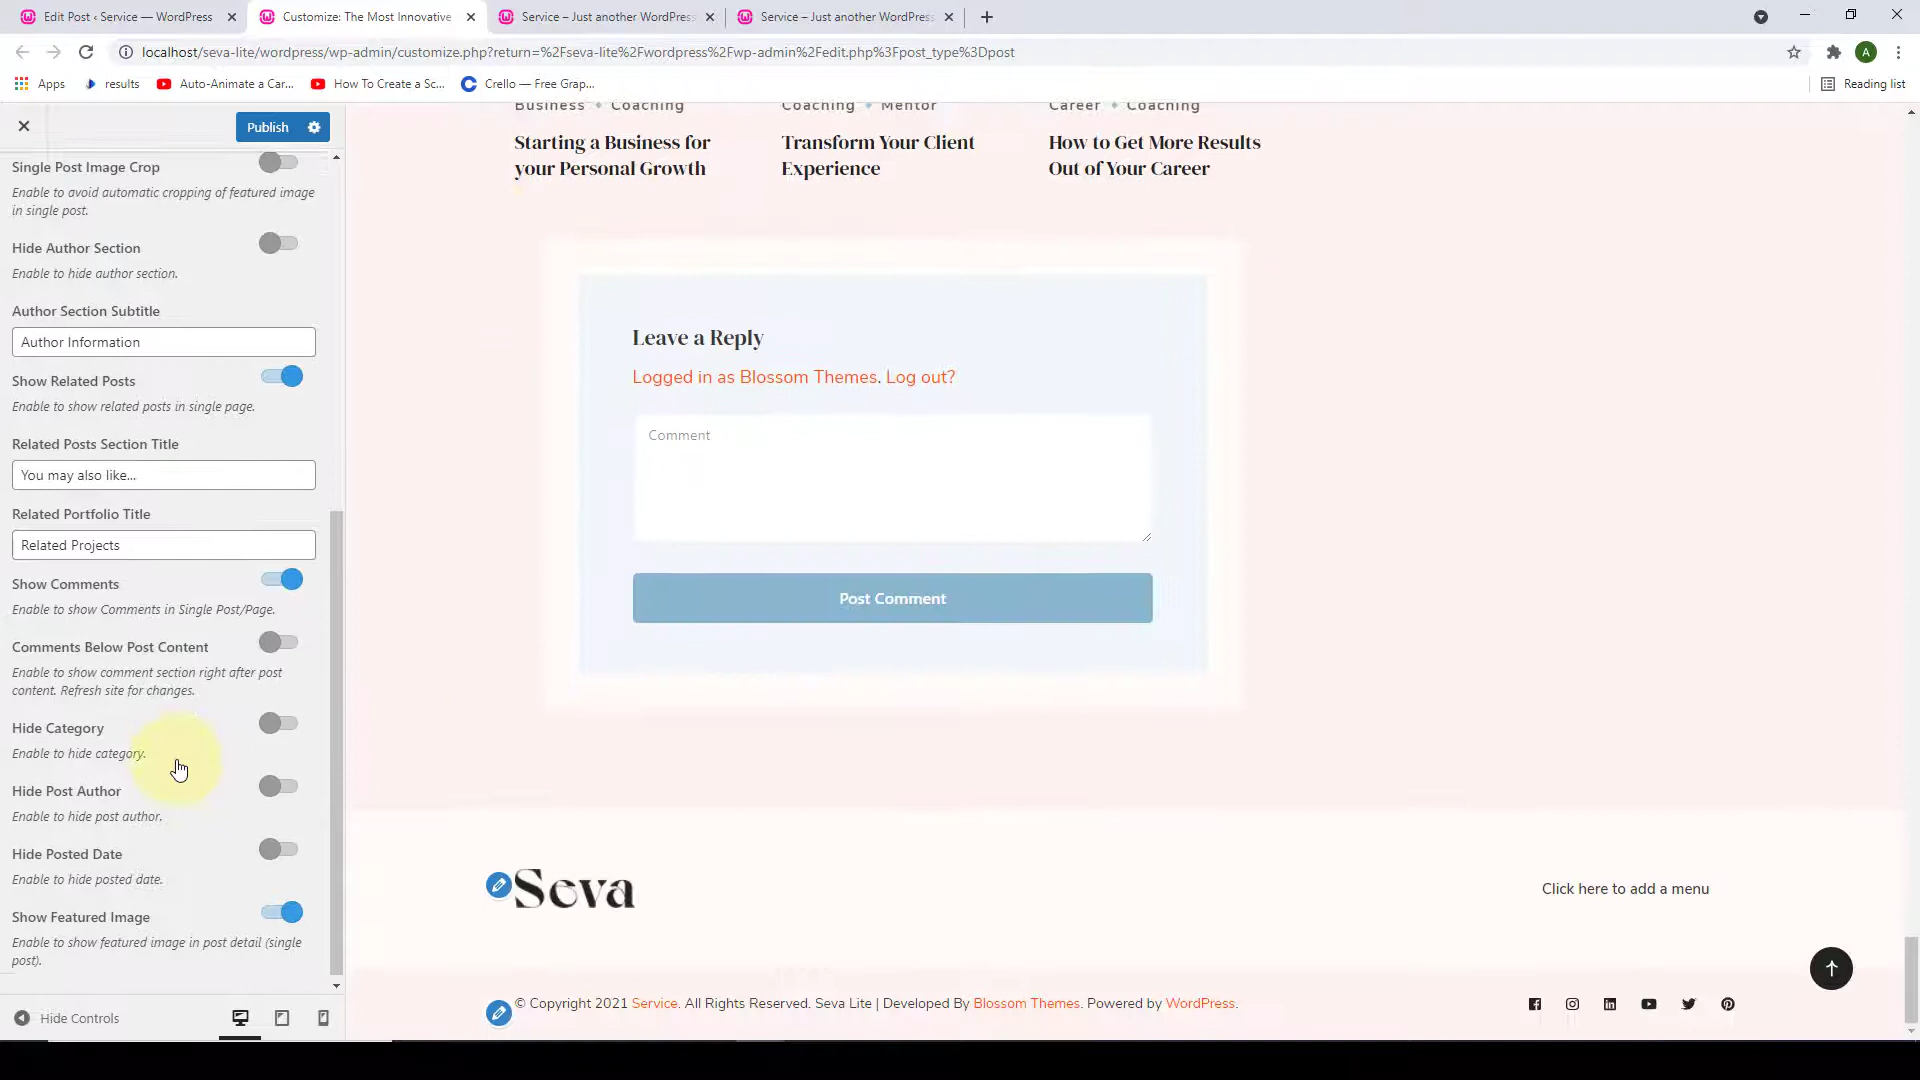 Edit Post ‹ Service — WordPress
Customize: The Most Innovative
Service – Just another WordPress
Service – Just another WordPress
localhost/seva-lite/wordpress/wp-admin/customize.php?return=%2Fseva-lite%2Fwordpress%2Fwp-admin%2Fedit.php%3Fpost_type%3Dpost
A
Apps
results
Auto-Animate a Car...
How To Create a Sc...
Crello — Free Grap...
Reading list
Publish
Single Post Image Crop
Enable to avoid automatic cropping of featured image
in single post.
Hide Author Section
Enable to hide author section.
Author Section Subtitle
Author Information
Show Related Posts
Enable to show related posts in single page.
Related Posts Section Title
You may also like...
Related Portfolio Title
Related Projects
Show Comments
Enable to show Comments in Single Post/Page.
Comments Below Post Content
Enable to show comment section right after post
content. Refresh site for changes.
Hide Category
Enable to hide category.
Hide Post Author
Enable to hide post author.
Hide Posted Date
Enable to hide posted date.
Show Featured Image
Enable to show featured image in post detail (single
post).
Hide Controls
Business • Coaching
Starting a Business for
your Personal Growth
Coaching • Mentor
Transform Your Client
Experience
Career • Coaching
How to Get More Results
Out of Your Career
Leave a Reply
Logged in as Blossom Themes. Log out?
Comment
Post Comment
Seva
Click here to add a menu
© Copyright 2021 Service. All Rights Reserved. Seva Lite | Developed By Blossom Themes. Powered by WordPress.